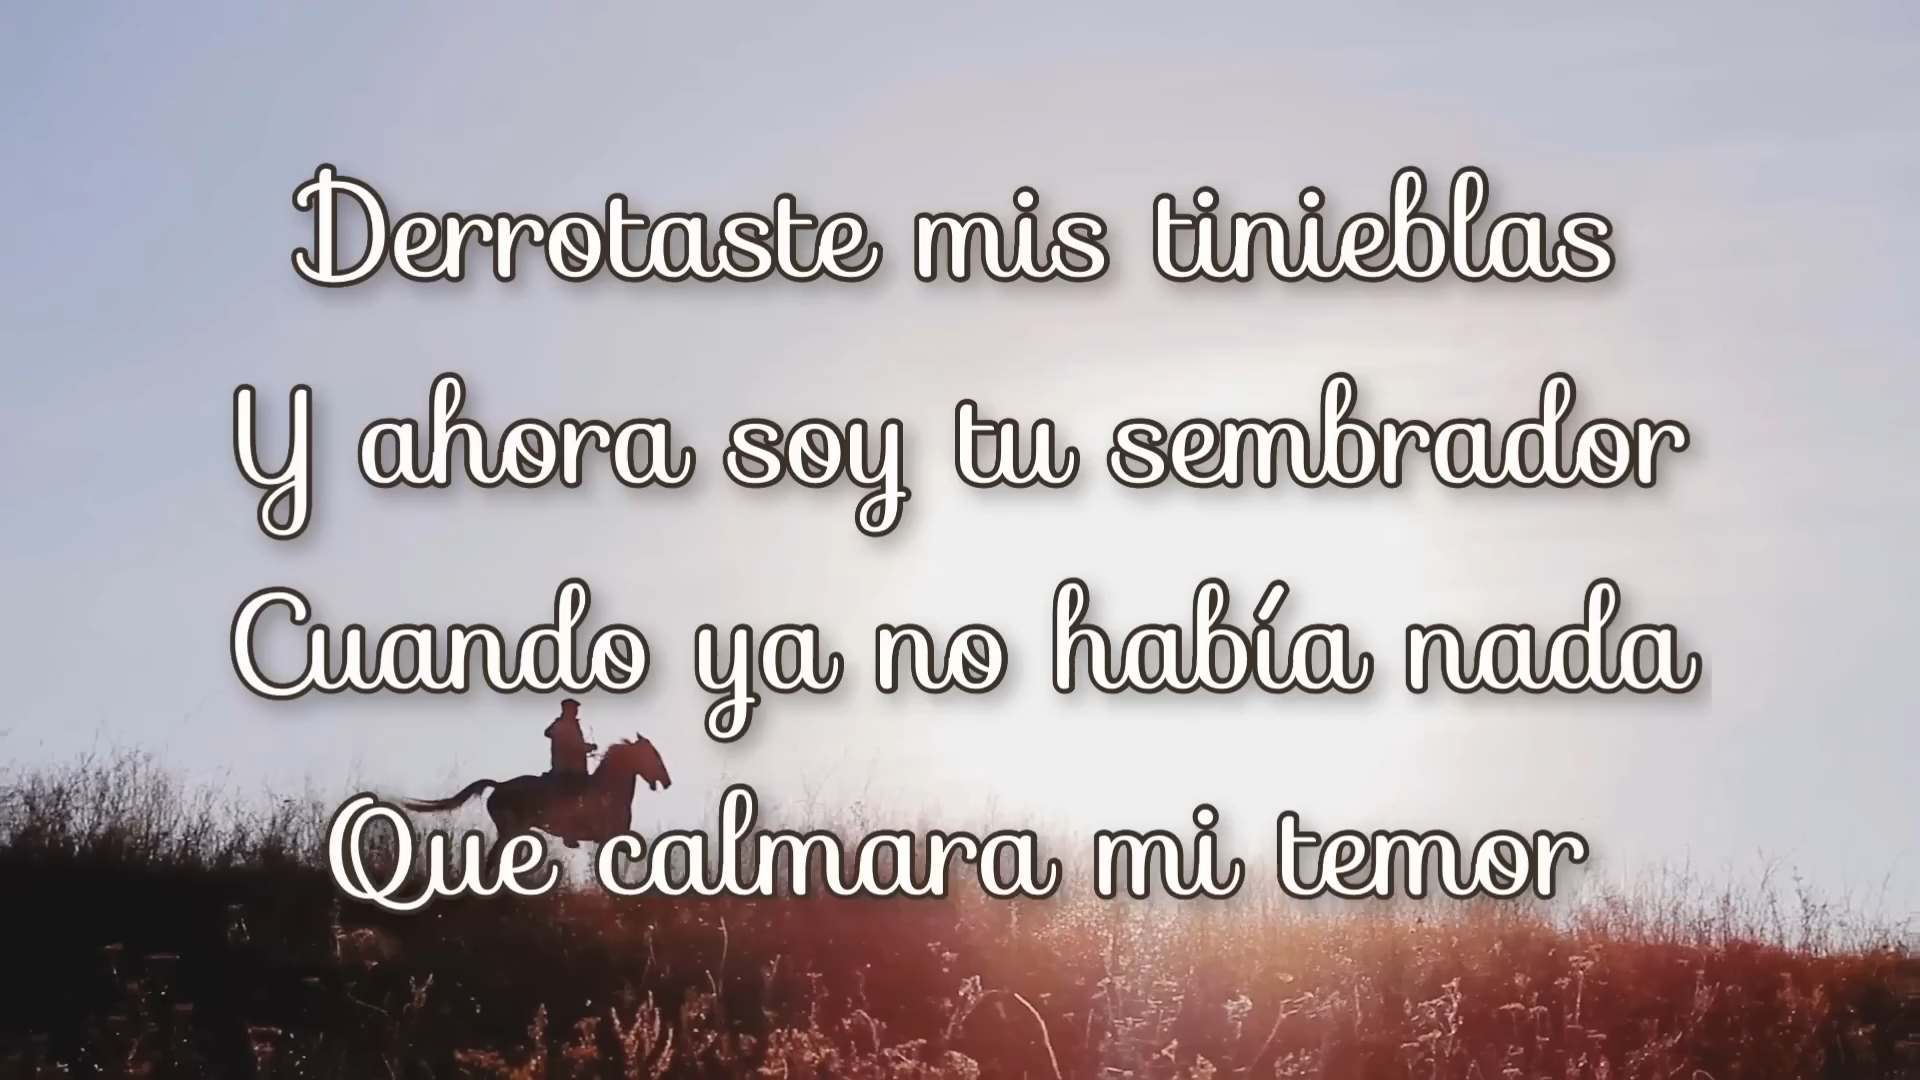 Derrotaste mis tinieblas
Y ahora soy tu sembrador
Cuando ya no había nada
Que calmara mi temor